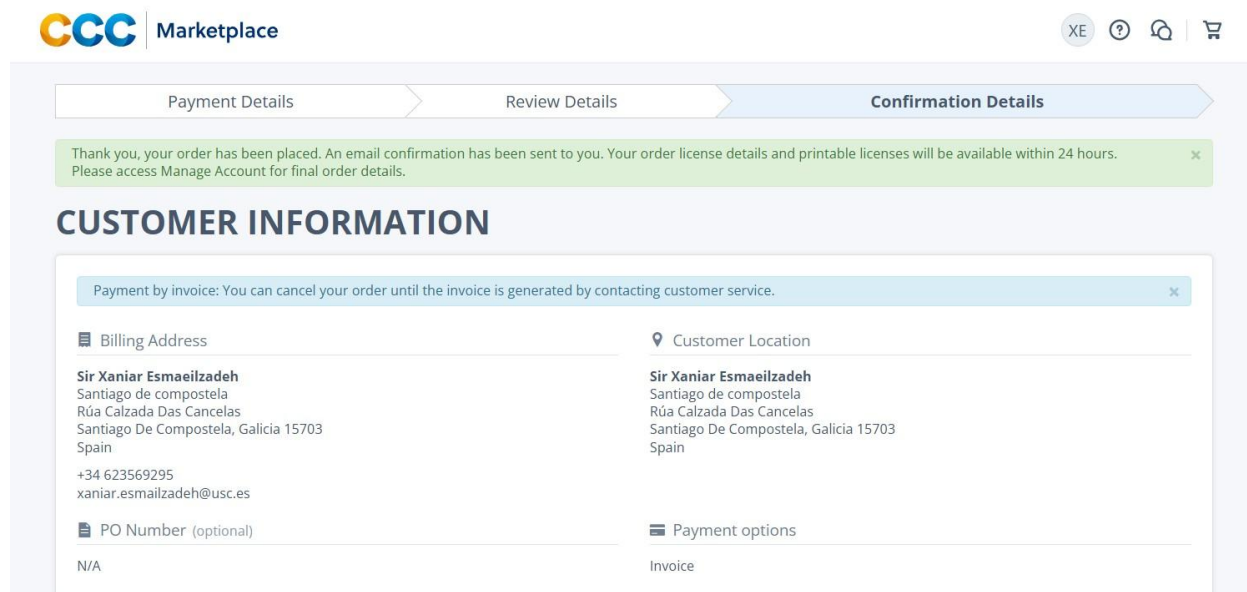 CCC Marketplace
XE
Payment Details
Review Details
Confirmation Details
Thank you, your order has been placed. An email confirmation has been sent to you. Your order license details and printable licenses will be available within 24 hours.
Please access Manage Account for final order details.
CUSTOMER INFORMATION
Payment by invoice: You can cancel your order until the invoice is generated by contacting customer service.
Billing Address
Sir Xaniar Esmaeilzadeh
Santiago de compostela
Rúa Calzada Das Cancelas
Santiago De Compostela, Galicia 15703
Spain
+34 623569295
xaniar.esmailzadeh@usc.es
Customer Location
Sir Xaniar Esmaeilzadeh
Santiago de compostela
Rúa Calzada Das Cancelas
Santiago De Compostela, Galicia 15703
Spain
PO Number (optional)
N/A
Payment options
Invoice